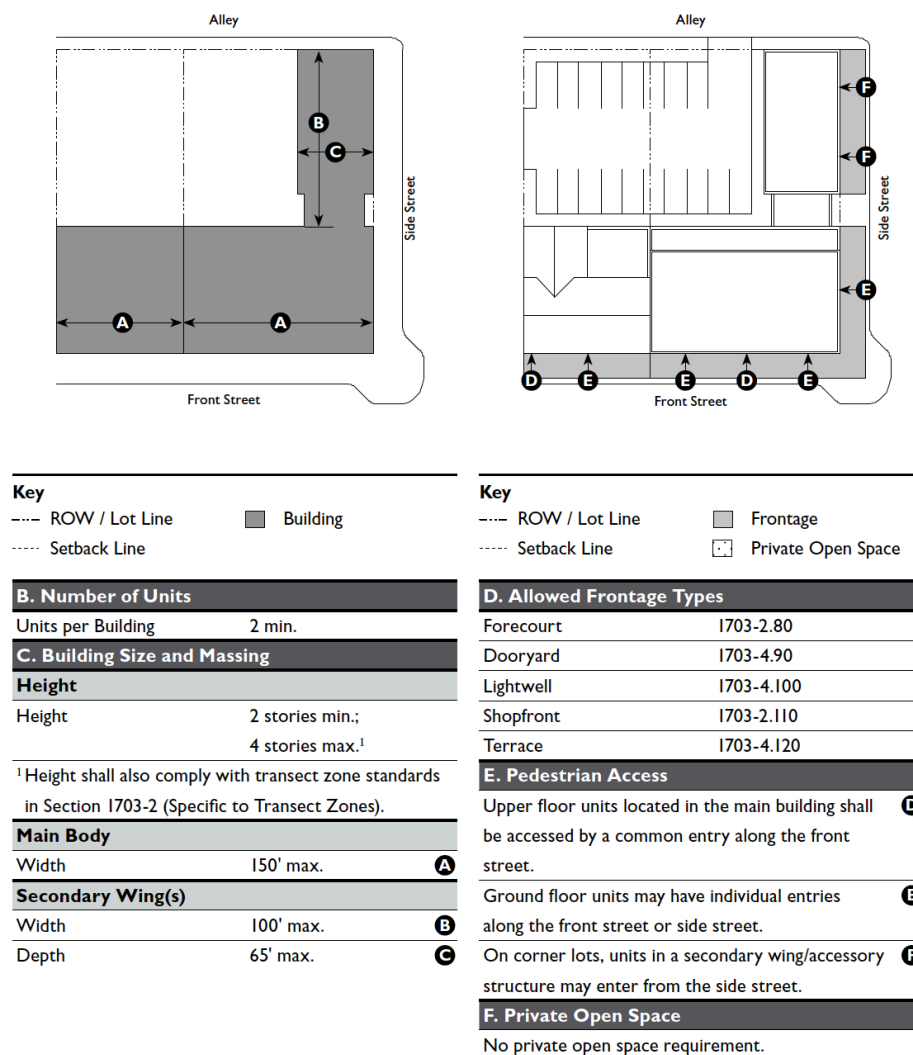 Alley
B
C
Side Street
A
A
Front Street
Alley
F
F
Side Street
E
D
E
E
D
E
Front Street
Key
ROW / Lot Line
Building
Setback Line
B. Number of Units
Units per Building 2 min.
C. Building Size and Massing
Height
Height 2 stories min.;
4 stories max.¹
¹ Height shall also comply with transect zone standards
in Section 1703-2 (Specific to Transect Zones).
Main Body
Width 150' max. A
Secondary Wing(s)
Width 100' max. B
Depth 65' max. C
Key
ROW / Lot Line
Frontage
Setback Line
Private Open Space
D. Allowed Frontage Types
Forecourt 1703-2.80
Dooryard 1703-4.90
Lightwell 1703-4.100
Shopfront 1703-2.110
Terrace 1703-4.120
E. Pedestrian Access
Upper floor units located in the main building shall D
be accessed by a common entry along the front
street.
Ground floor units may have individual entries E
along the front street or side street.
On corner lots, units in a secondary wing/accessory F
structure may enter from the side street.
F. Private Open Space
No private open space requirement.